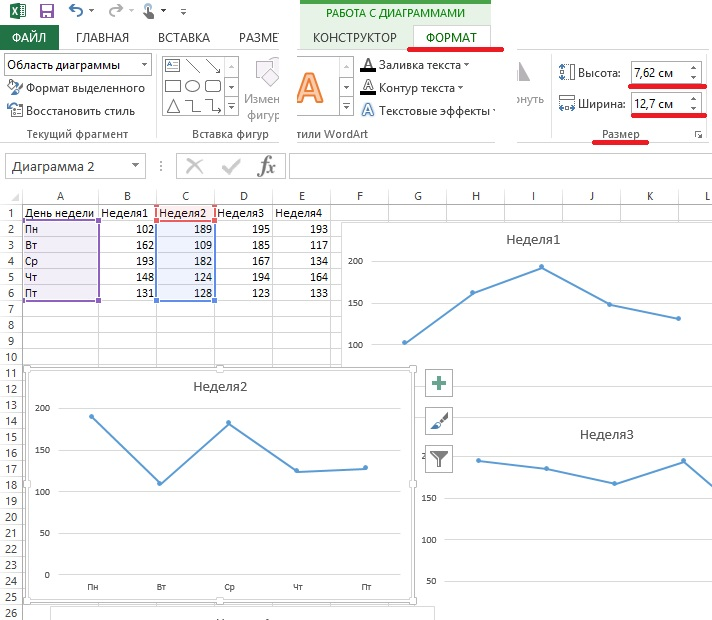 РАБОТА С ДИАГРАММАМИ
ФАЙЛ ГЛАВНАЯ ВСТАВКА РАЗМЕ КОНСТРУКТОР ФОРМАТ
Область диаграммы
Формат выделенного
Восстановить стиль
Текущий фрагмент
Измен
фигур
Вставка фигур
A
A Заливка текста
A Контур текста
A Текстовые эффекты
тили WordArt
рнуть
Высота: 7,62 см
Ширина: 12,7 см
Размер
Диаграмма 2 fx
A B C D E F G H I J K L
1 День недели Неделя1 Неделя2 Неделя3 Неделя4
2 Пн 102 189 195 193
3 Вт 162 109 185 117
4 Ср 193 182 167 134
5 Чт 148 124 194 164
6 Пт 131 128 123 133
7
8
9
10
11
12
13
14
15
16
17
18
19
20
21
22
23
24
25
26
Неделя1
200
150
100
Неделя2
200
150
100
50
0
Пн Вт Ср Чт Пт
Неделя3
2
150
100
50